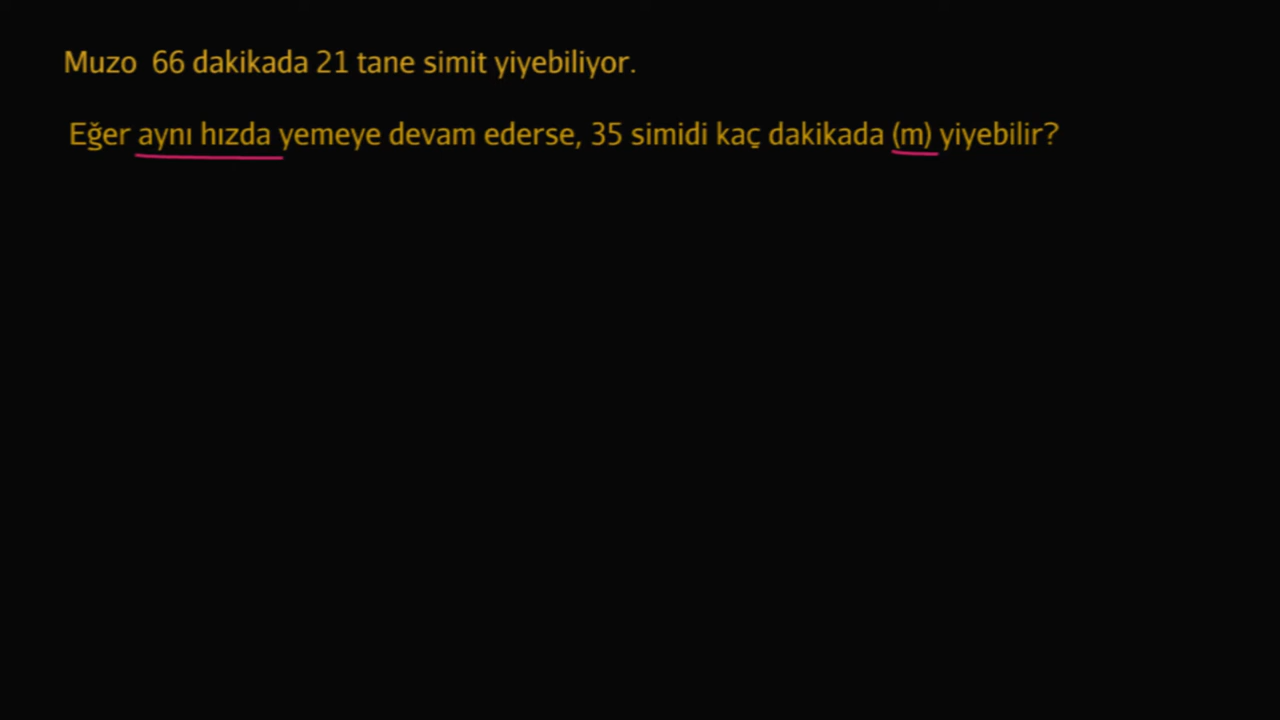 Muzo 66 dakikada 21 tane simit yiyebiliyor.
Eğer aynı hızda yemeye devam ederse, 35 simidi kaç dakikada (m) yiyebilir?